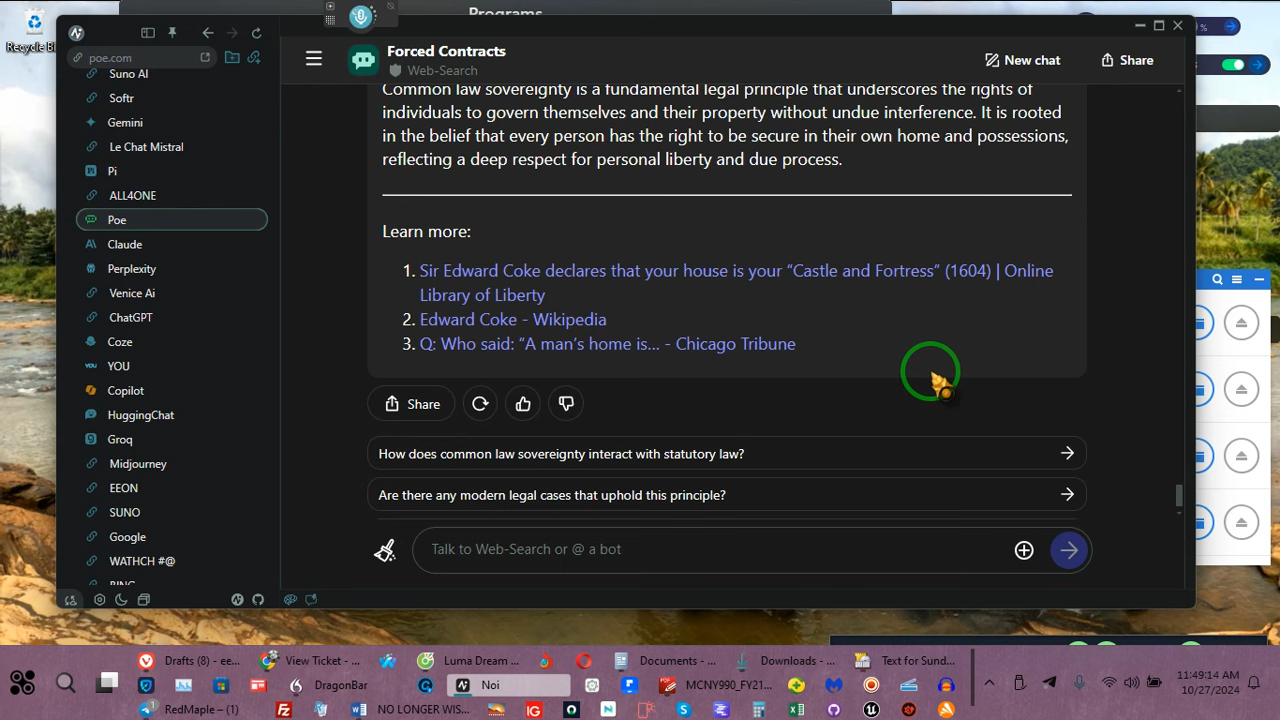 Programs
Recycle Bi
poe.com
Suno AI
Softr
Gemini
Le Chat Mistral
Pi
ALL4ONE
Poe
Claude
Perplexity
Venice Ai
ChatGPT
Coze
YOU
Copilot
HuggingChat
Groq
Midjourney
EEON
SUNO
Google
WATHCH #@
BING
Forced Contracts
Web-Search
New chat
Share
Common law sovereignty is a fundamental legal principle that underscores the rights of
individuals to govern themselves and their property without undue interference. It is rooted
in the belief that every person has the right to be secure in their own home and possessions,
reflecting a deep respect for personal liberty and due process.
Learn more:
1. Sir Edward Coke declares that your house is your “Castle and Fortress” (1604) | Online
Library of Liberty
2. Edward Coke - Wikipedia
3. Q: Who said: “A man’s home is... - Chicago Tribune
Share
How does common law sovereignty interact with statutory law?
Are there any modern legal cases that uphold this principle?
Talk to Web-Search or @ a bot
%
Drafts (8) - ee...
View Ticket - ...
Luma Dream ...
Documents - ...
Downloads - ...
Text for Sund...
DragonBar
Noi
MCNY990_FY21...
RedMaple – (1)
NO LONGER WIS...
11:49:14 AM
10/27/2024